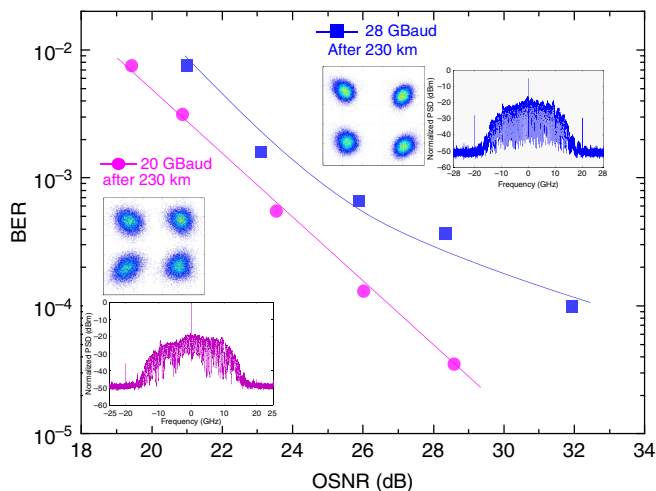 28 GBaud
After 230 km
20 GBaud
after 230 km
BER
10⁻²
10⁻³
10⁻⁴
10⁻⁵
18 20 22 24 26 28 30 32 34
OSNR (dB)
Normalized PSD (dBm)
0
−10
−20
−30
−40
−50
−60
−28 −20 −10 0 10 20 28
Frequency (GHz)
Normalized PSD (dBm)
0
−10
−20
−30
−40
−50
−60
−25 −20 −10 0 10 20 25
Frequency (GHz)